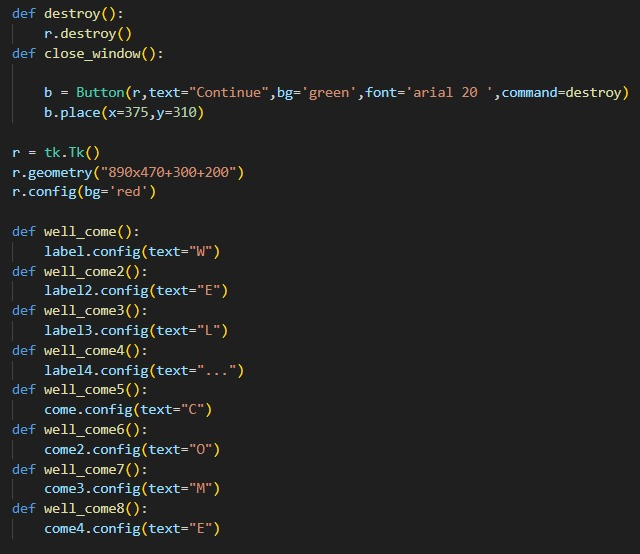 def destroy():
    r.destroy()
def close_window():

    b = Button(r,text="Continue",bg='green',font='arial 20 ',command=destroy)
    b.place(x=375,y=310)

r = tk.Tk()
r.geometry("890x470+300+200")
r.config(bg='red')

def well_come():
    label.config(text="W")
def well_come2():
    label2.config(text="E")
def well_come3():
    label3.config(text="L")
def well_come4():
    label4.config(text="...")
def well_come5():
    come.config(text="C")
def well_come6():
    come2.config(text="O")
def well_come7():
    come3.config(text="M")
def well_come8():
    come4.config(text="E")